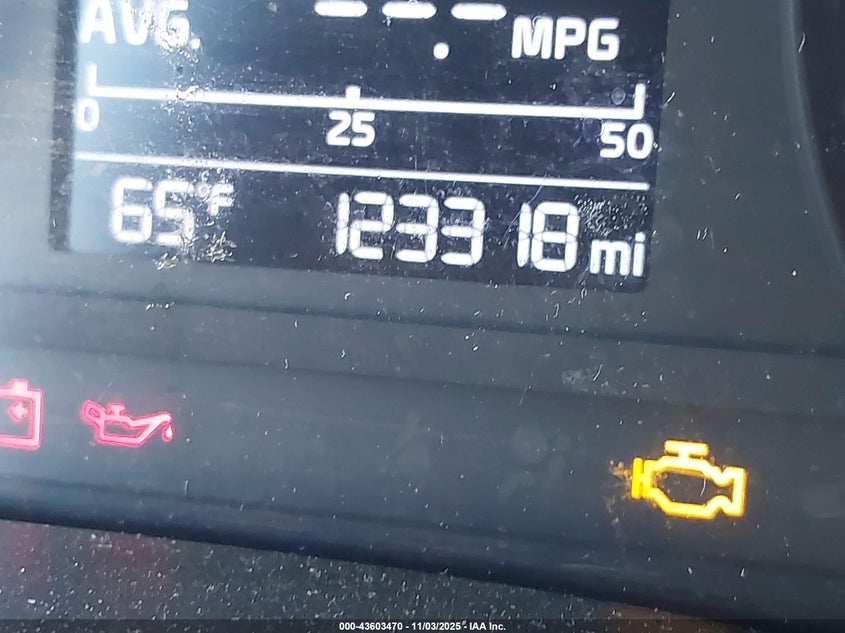 AVG. --.- MPG
0 25 50
65°F 123318 mi
000-43603470 - 11/03/2025 - IAA Inc.